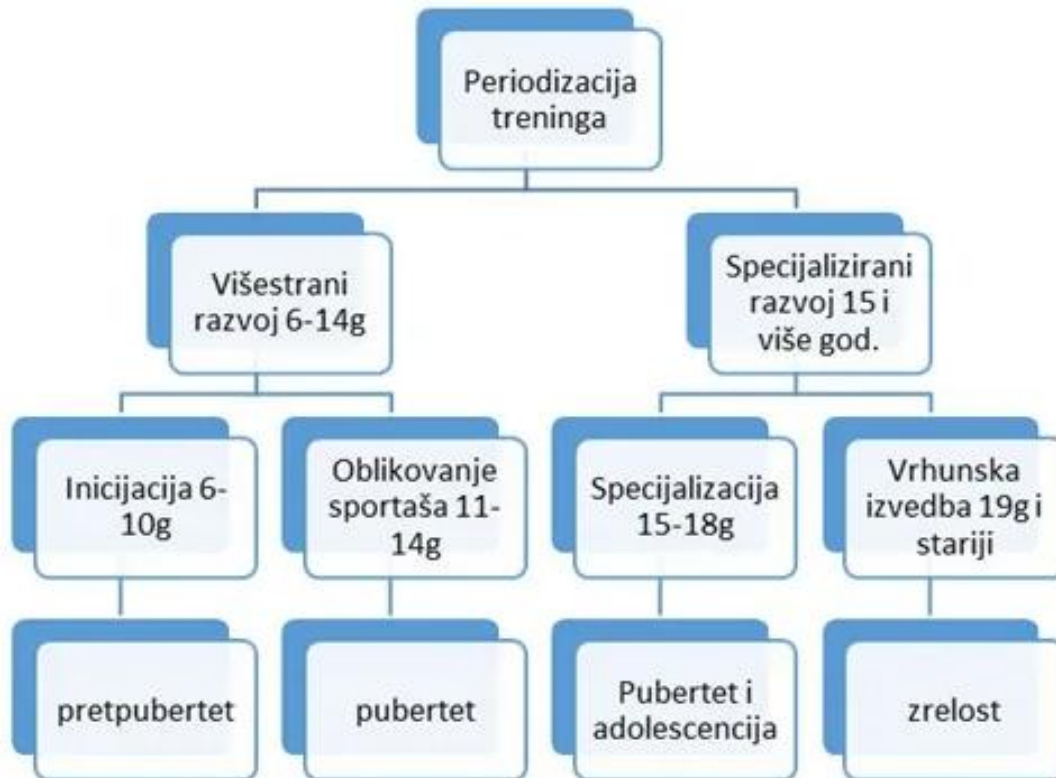 Periodizacija
treninga
Višestrani
razvoj 6-14g
Specijalizirani
razvoj 15 i
više god.
Inicijacija 6-
10g
Oblikovanje
sportaša 11-
14g
Specijalizacija
15-18g
Vrhunska
izvedba 19g i
stariji
pretpubertet
pubertet
Pubertet i
adolescencija
zrelost